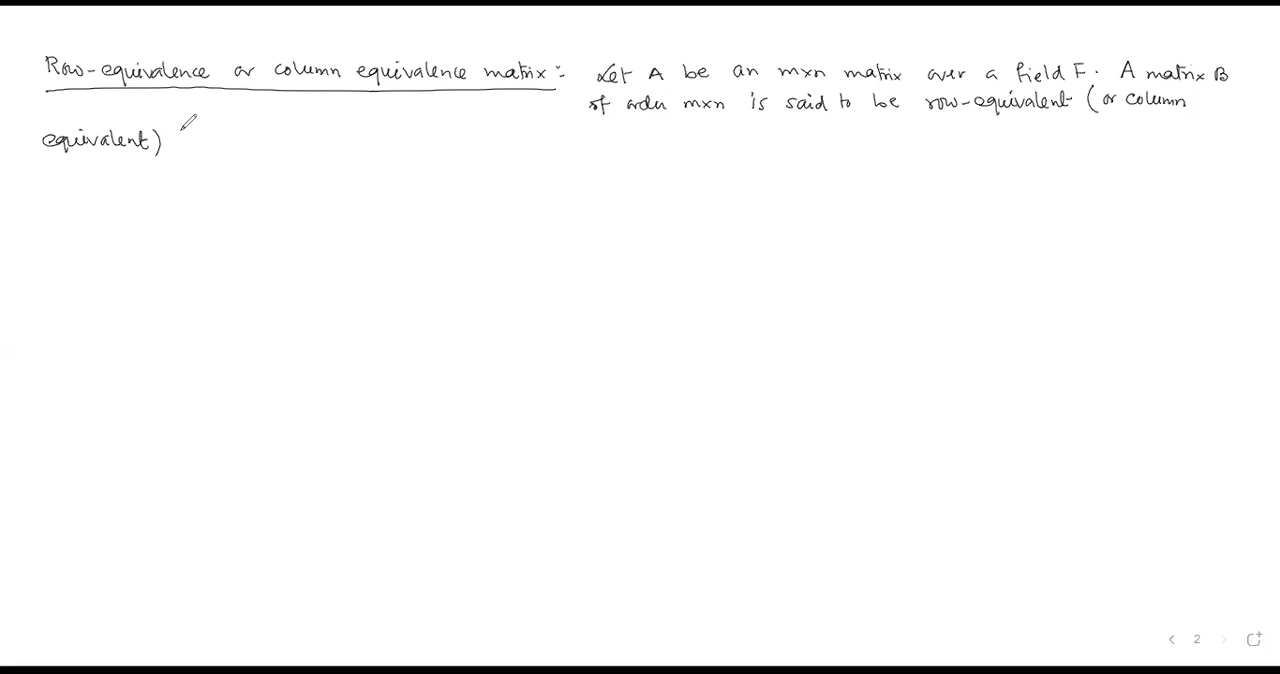 Row-equivalence or column equivalence matrix:- Let A be an m×n matrix over a field F. A matrix B
of order m×n is said to be row-equivalent (or column
equivalent)
< 2 >